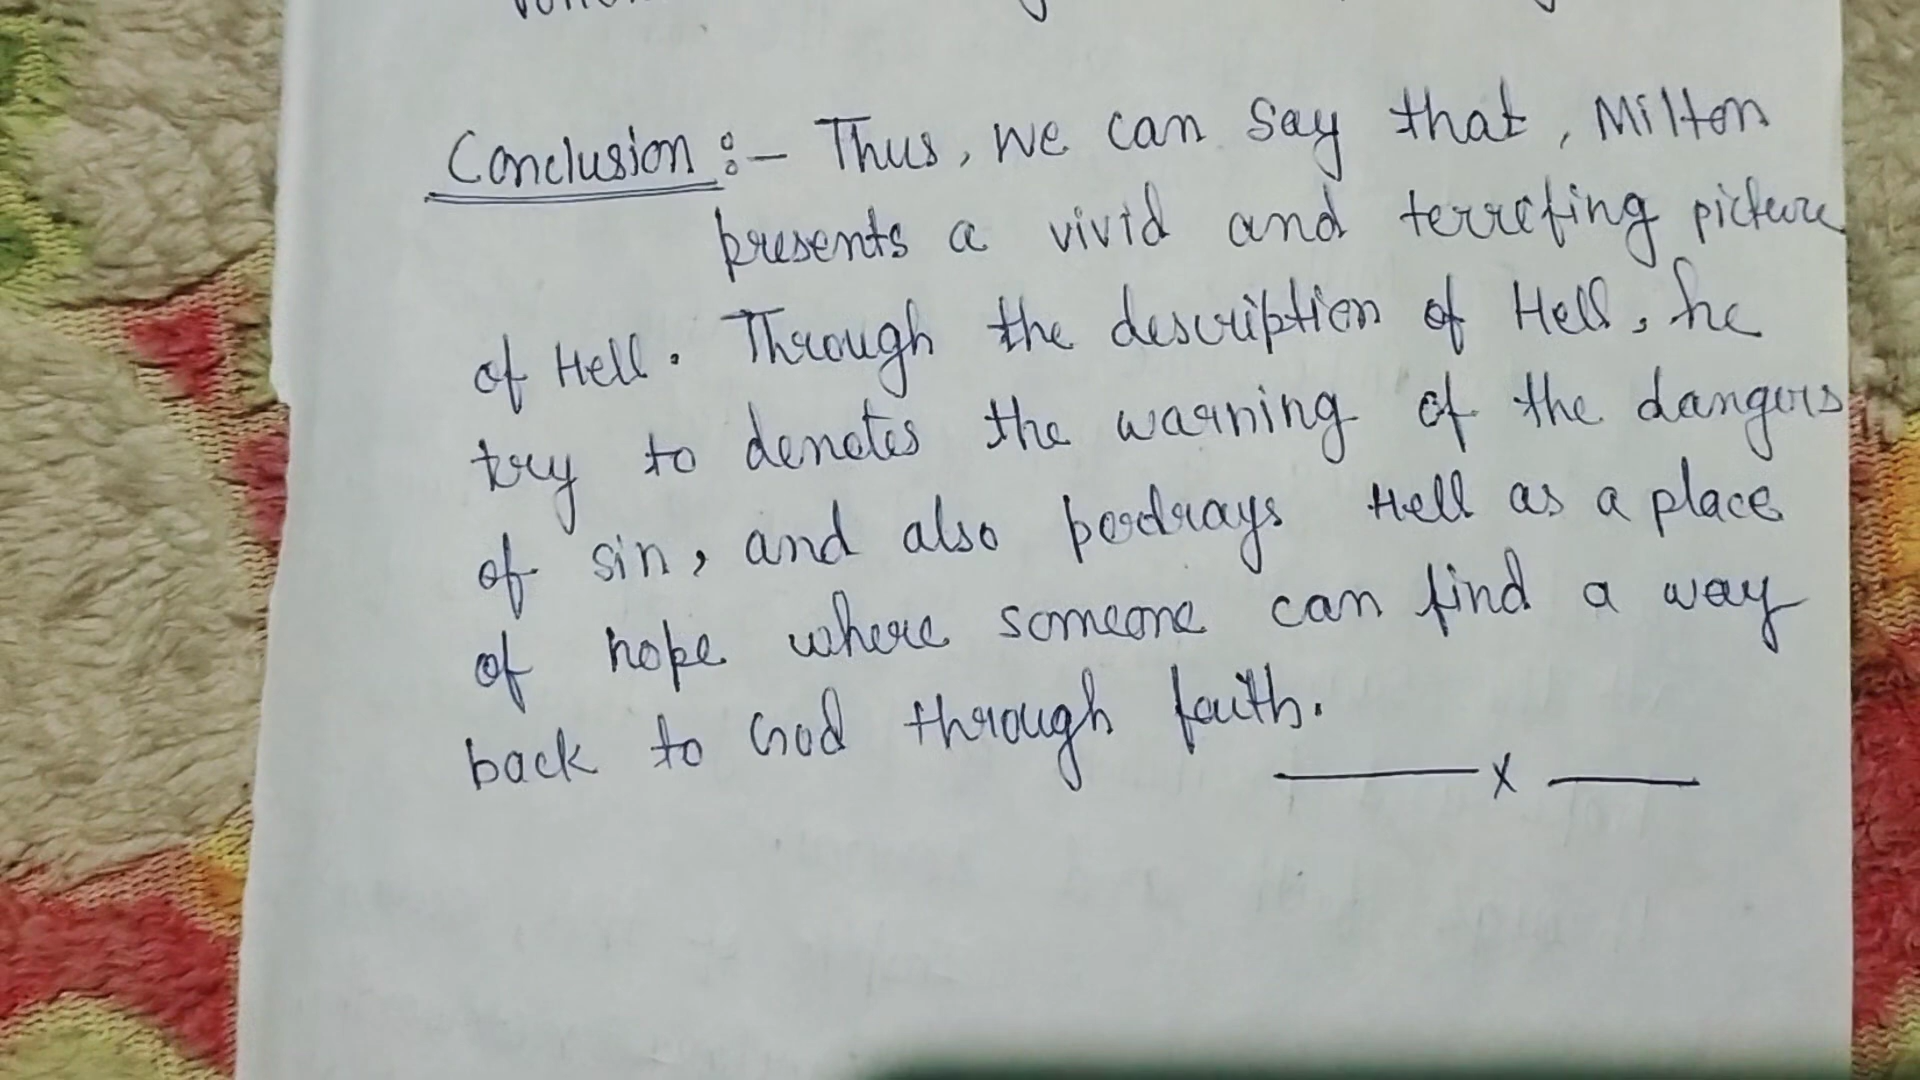 Conclusion :- Thus, we can say that, Milton
presents a vivid and terrefing picture
of Hell. Through the description of Hell, he
try to denotes the warning of the dangers
of sin, and also portrays Hell as a place
of hope where someone can find a way
back to God through faith.
—— x ——